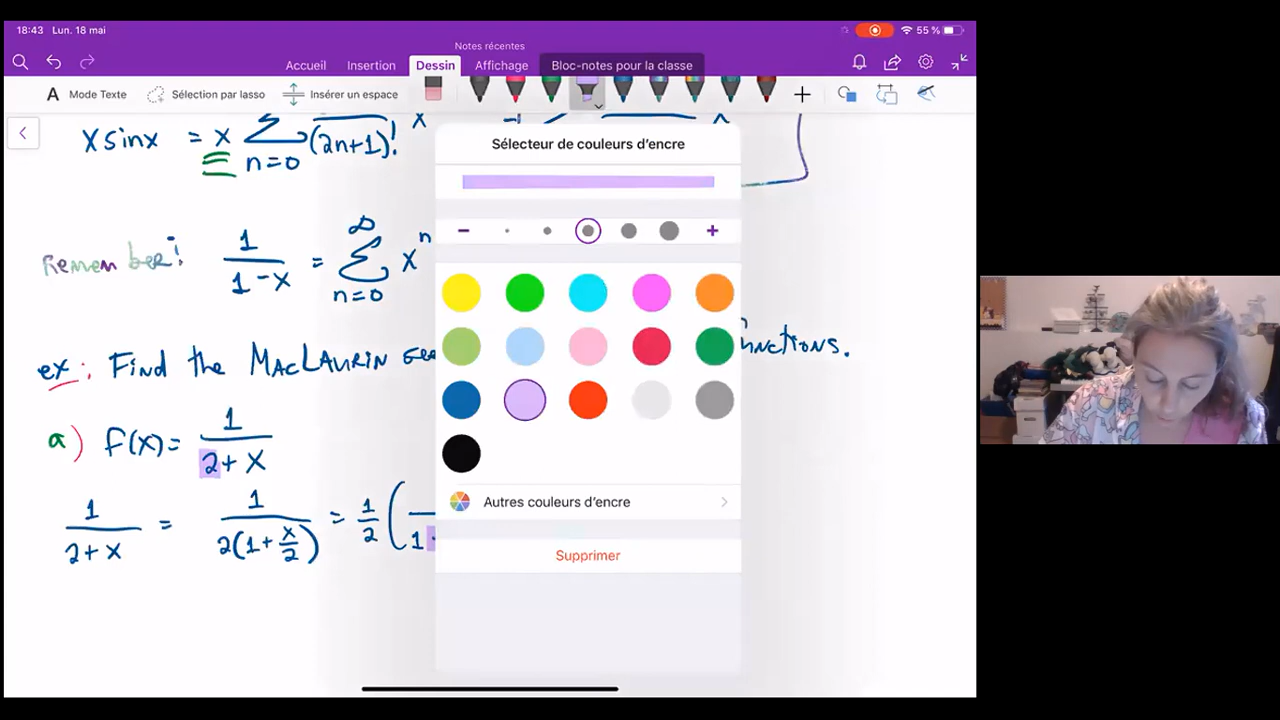 18:43 Lun. 18 mai
55 %
Notes récentes
Accueil Insertion Dessin Affichage Bloc-notes pour la classe
A Mode Texte Sélection par lasso Insérer un espace
x sin x = x ∑ n=0 (2n+1)! x x
Sélecteur de couleurs d'encre
Remember: 1/(1-x) = ∑ n=0 ∞ x^n
ex: Find the MacLaurin functions.
a) f(x) = 1/(2+x)
1/(2+x) = 1/(2(1+x/2)) = 1/2 ( 1
Autres couleurs d'encre
Supprimer